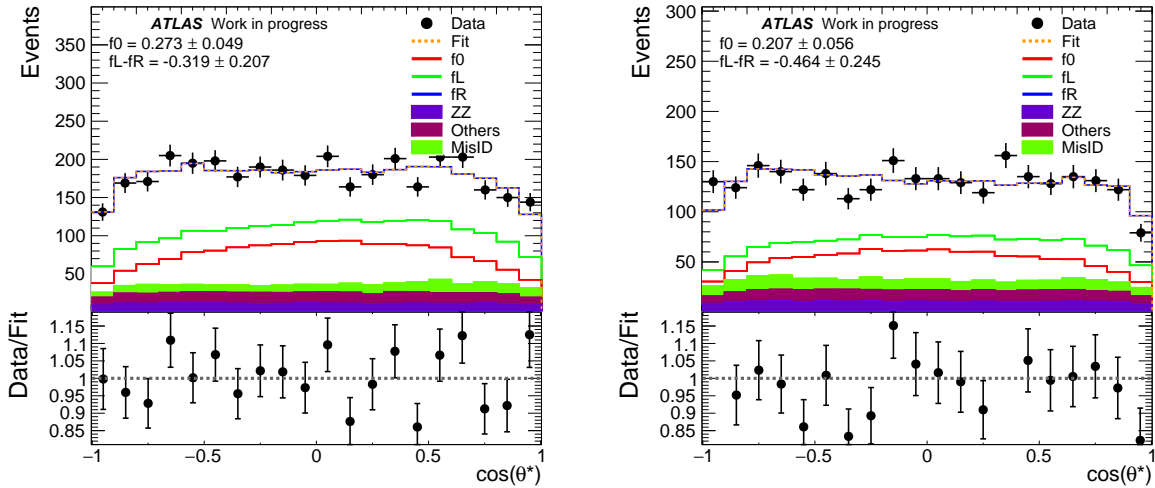 ATLAS Work in progress
f0 = 0.273 ± 0.049
fL-fR = -0.319 ± 0.207
Data
Fit
f0
fL
fR
ZZ
Others
MisID
Events
350
300
250
200
150
100
50
Data/Fit
1.15
1.1
1.05
1
0.95
0.9
0.85
−1
−0.5
0
0.5
1
cos(θ*)
ATLAS Work in progress
f0 = 0.207 ± 0.056
fL-fR = -0.464 ± 0.245
Data
Fit
f0
fL
fR
ZZ
Others
MisID
Events
300
250
200
150
100
50
Data/Fit
1.15
1.1
1.05
1
0.95
0.9
0.85
−1
−0.5
0
0.5
1
cos(θ*)